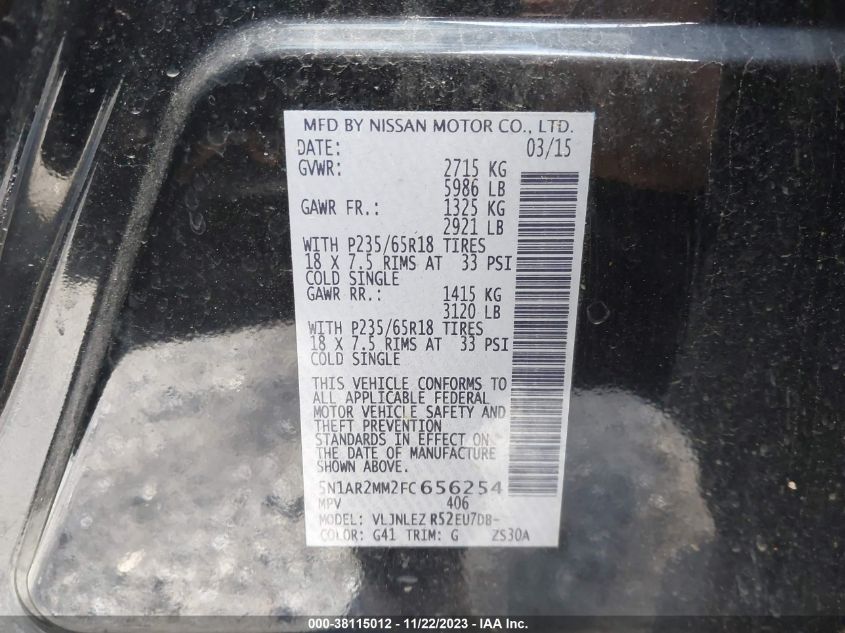 MFD BY NISSAN MOTOR CO., LTD.
DATE: 03/15
GVWR: 2715 KG
5986 LB
GAWR FR.: 1325 KG
2921 LB
WITH P235/65R18 TIRES
18 X 7.5 RIMS AT 33 PSI
COLD SINGLE
GAWR RR.: 1415 KG
3120 LB
WITH P235/65R18 TIRES
18 X 7.5 RIMS AT 33 PSI
COLD SINGLE
THIS VEHICLE CONFORMS TO
ALL APPLICABLE FEDERAL
MOTOR VEHICLE SAFETY AND
THEFT PREVENTION
STANDARDS IN EFFECT ON
THE DATE OF MANUFACTURE
SHOWN ABOVE.
5N1AR2MM2FC656254
MPV 406
MODEL: VLJNLEZ R52EU7DB-
COLOR: G41 TRIM: G ZS30A
000-38115012 - 11/22/2023 - IAA Inc.